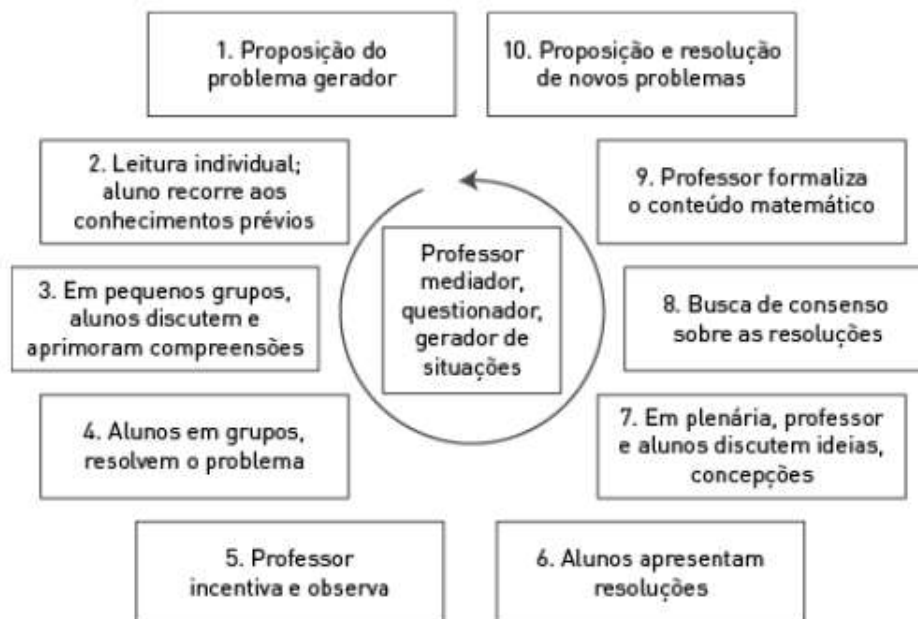 1. Proposição do
problema gerador
2. Leitura individual;
aluno recorre aos
conhecimentos prévios
3. Em pequenos grupos,
alunos discutem e
aprimoram compreensões
4. Alunos em grupos,
resolvem o problema
5. Professor
incentiva e observa
6. Alunos apresentam
resoluções
7. Em plenária, professor
e alunos discutem ideias,
concepções
8. Busca de consenso
sobre as resoluções
9. Professor formaliza
o conteúdo matemático
10. Proposição e resolução
de novos problemas
Professor
mediador,
questionador,
gerador de
situações